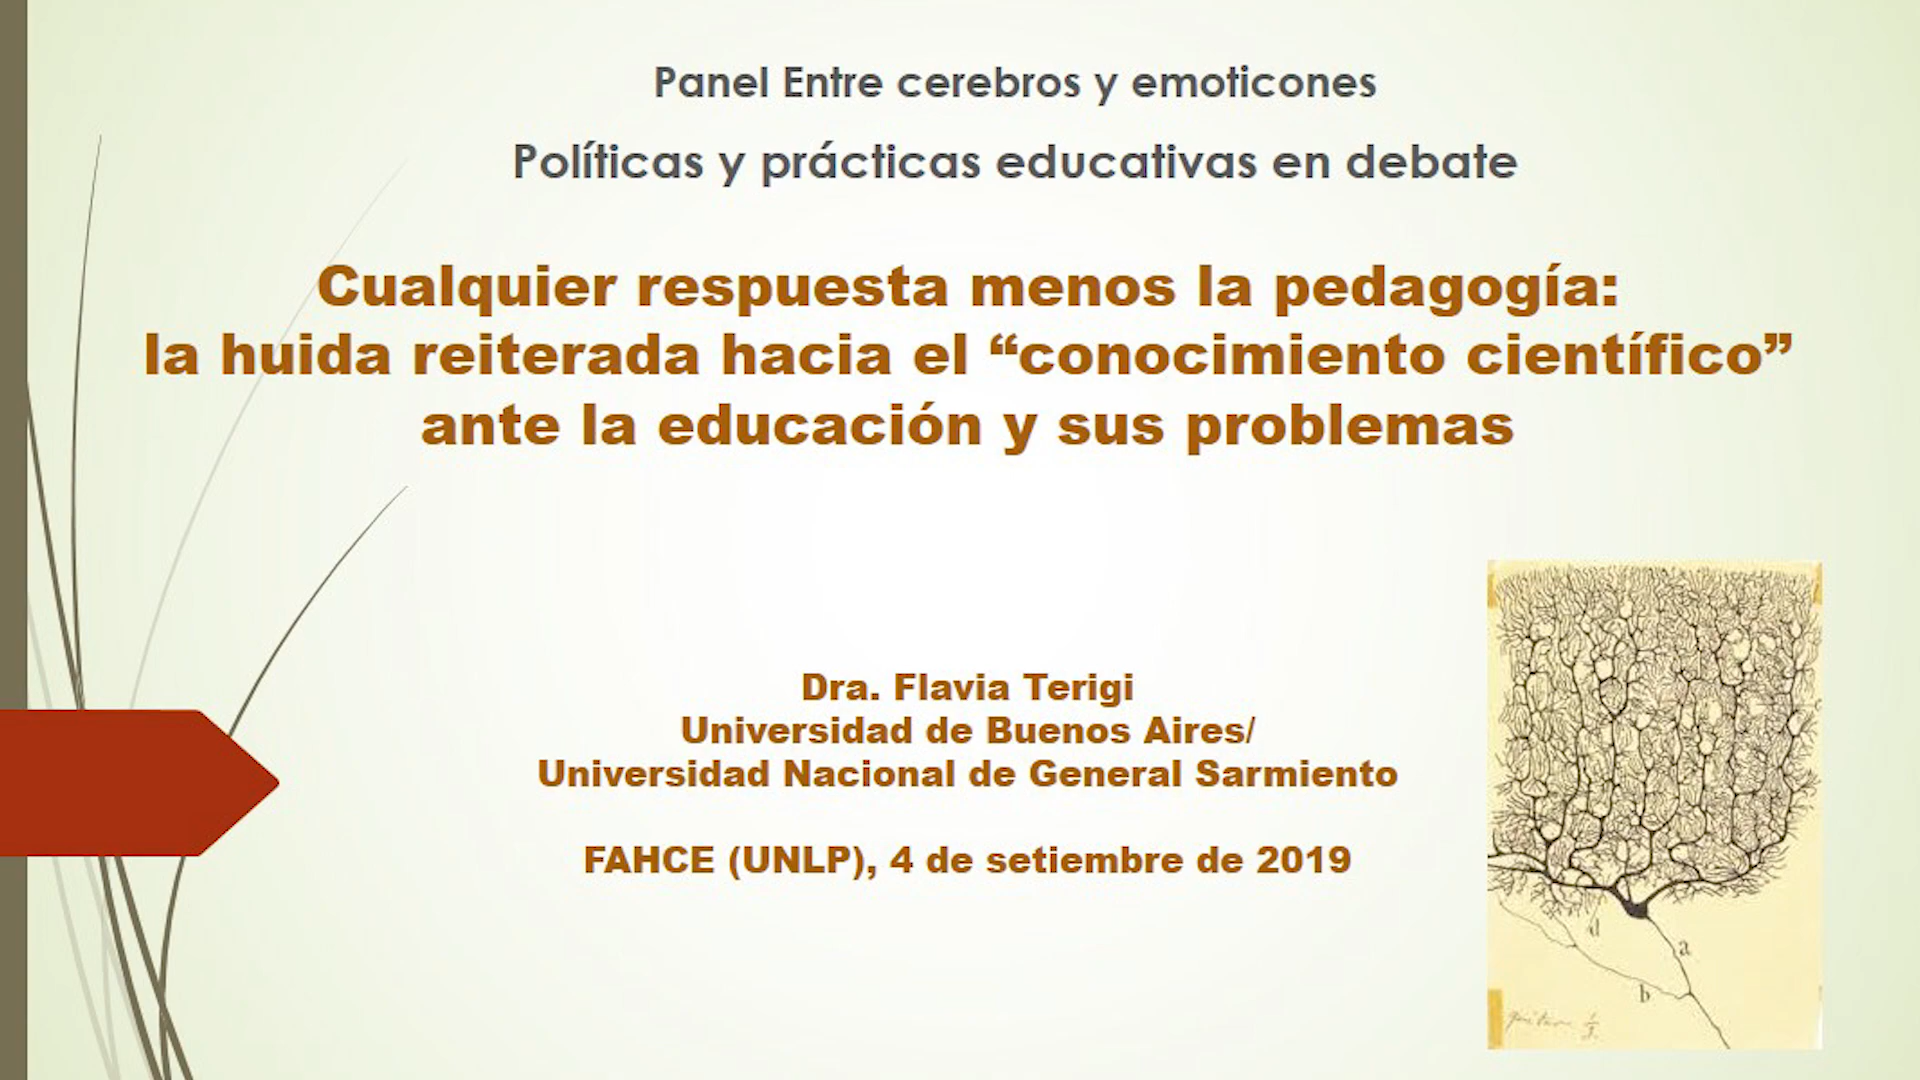 Panel Entre cerebros y emoticones
Políticas y prácticas educativas en debate
Cualquier respuesta menos la pedagogía:
la huida reiterada hacia el “conocimiento científico”
ante la educación y sus problemas
Dra. Flavia Terigi
Universidad de Buenos Aires/
Universidad Nacional de General Sarmiento
FAHCE (UNLP), 4 de setiembre de 2019
d
a
b